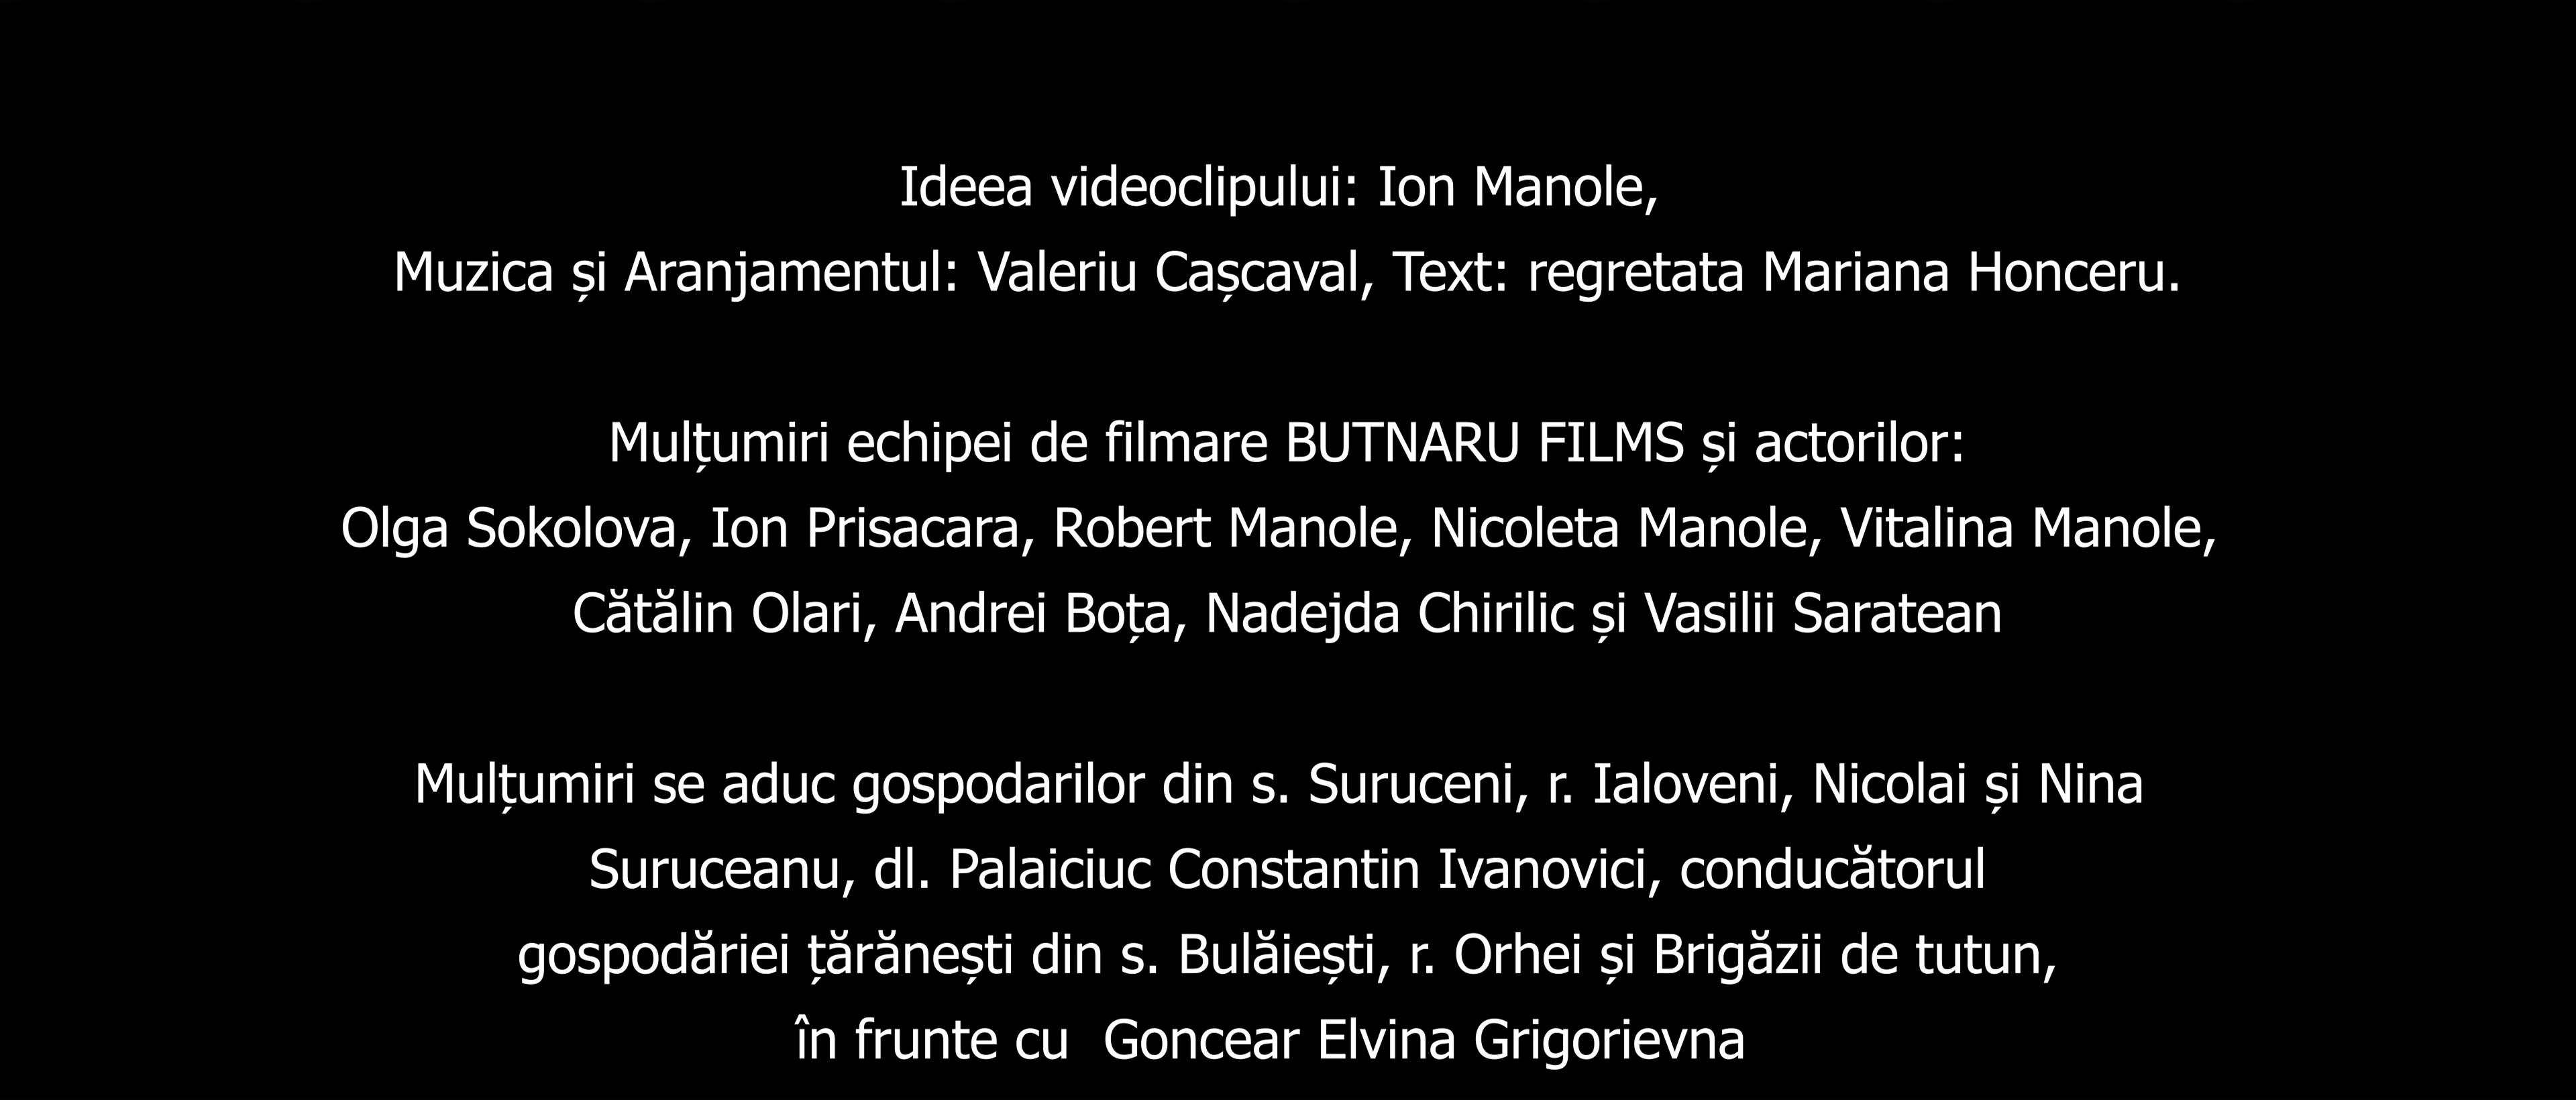 Ideea videoclipului: Ion Manole,
Muzica și Aranjamentul: Valeriu Cașcaval, Text: regretata Mariana Honceru.
Mulțumiri echipei de filmare BUTNARU FILMS și actorilor:
Olga Sokolova, Ion Prisacara, Robert Manole, Nicoleta Manole, Vitalina Manole,
Cătălin Olari, Andrei Boța, Nadejda Chirilic și Vasilii Saratean
Mulțumiri se aduc gospodarilor din s. Suruceni, r. Ialoveni, Nicolai și Nina
Suruceanu, dl. Palaiciuc Constantin Ivanovici, conducătorul
gospodăriei țărănești din s. Bulăiești, r. Orhei și Brigăzii de tutun,
în frunte cu  Goncear Elvina Grigorievna